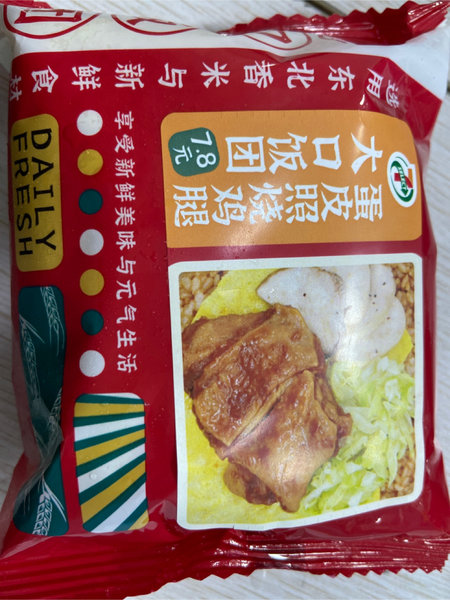 选用东北香米与新鲜食材
蛋皮照烧鸡腿
大口饭团
7.8元
享受新鲜美味与元气生活
DAILY
FRESH